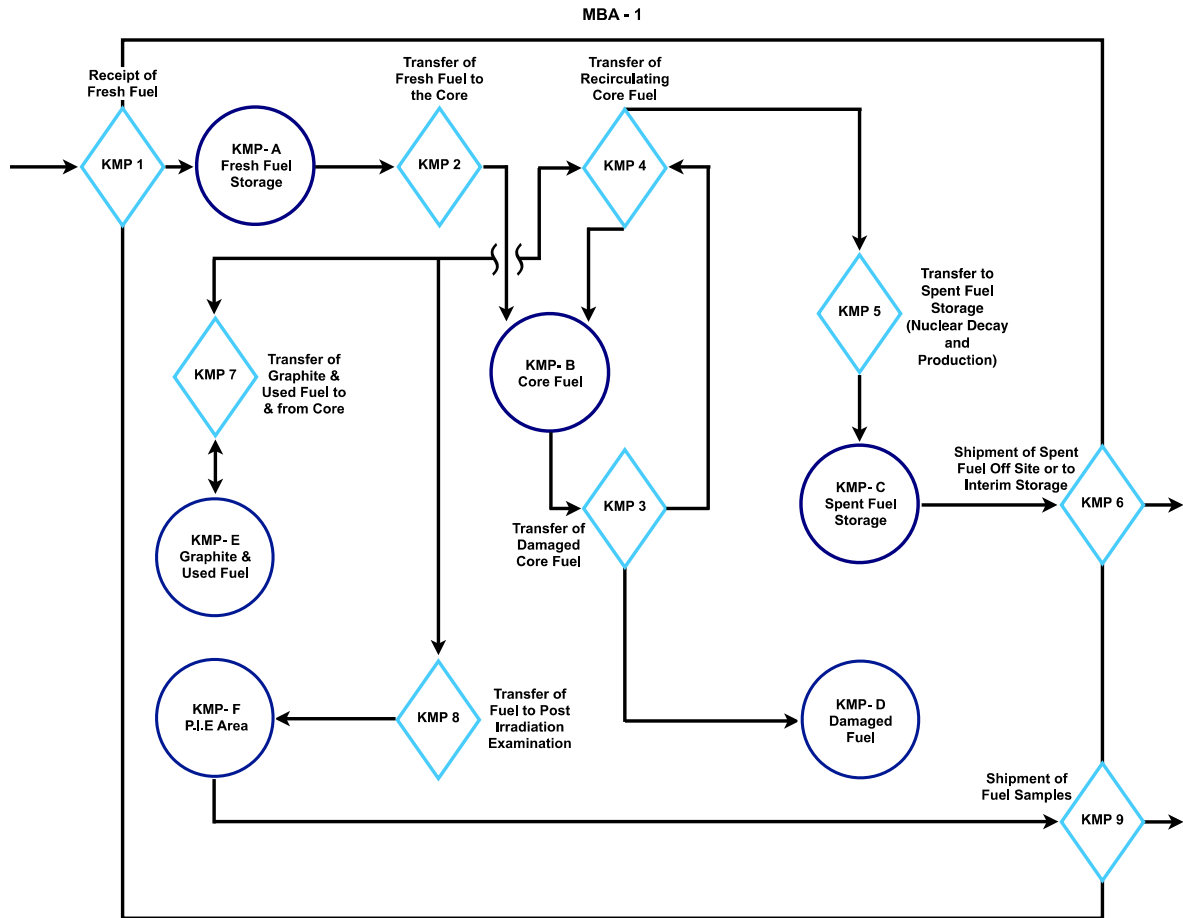 MBA - 1
Receipt of
Fresh Fuel
KMP 1
KMP- A
Fresh Fuel
Storage
Transfer of
Fresh Fuel to
the Core
KMP 2
Transfer of
Recirculating
Core Fuel
KMP 4
KMP 5
Transfer to
Spent Fuel
Storage
(Nuclear Decay
and
Production)
KMP 7
Transfer of
Graphite &
Used Fuel to
& from Core
KMP- B
Core Fuel
KMP- E
Graphite &
Used Fuel
KMP 3
Transfer of
Damaged
Core Fuel
KMP- C
Spent Fuel
Storage
Shipment of Spent
Fuel Off Site or to
Interim Storage
KMP 6
KMP- F
P.I.E Area
KMP 8
Transfer of
Fuel to Post
Irradiation
Examination
KMP- D
Damaged
Fuel
Shipment of
Fuel Samples
KMP 9